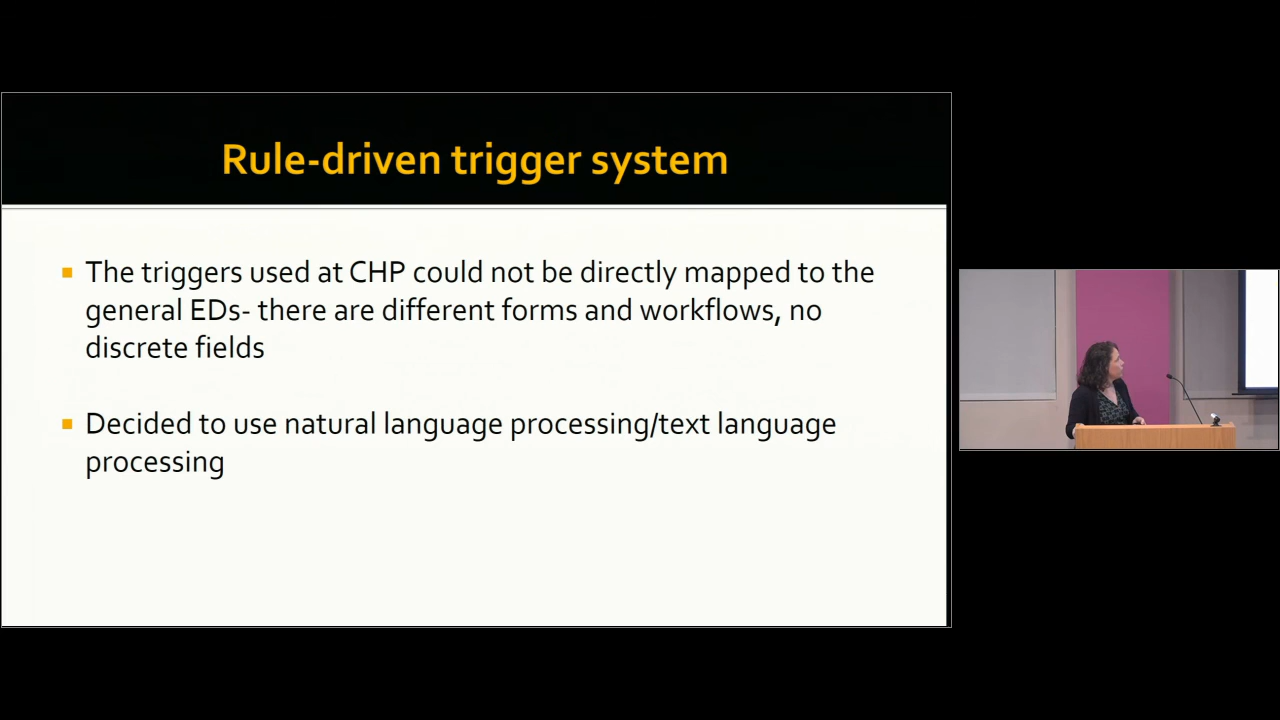 Rule-driven trigger system
The triggers used at CHP could not be directly mapped to the
general EDs- there are different forms and workflows, no
discrete fields
Decided to use natural language processing/text language
processing